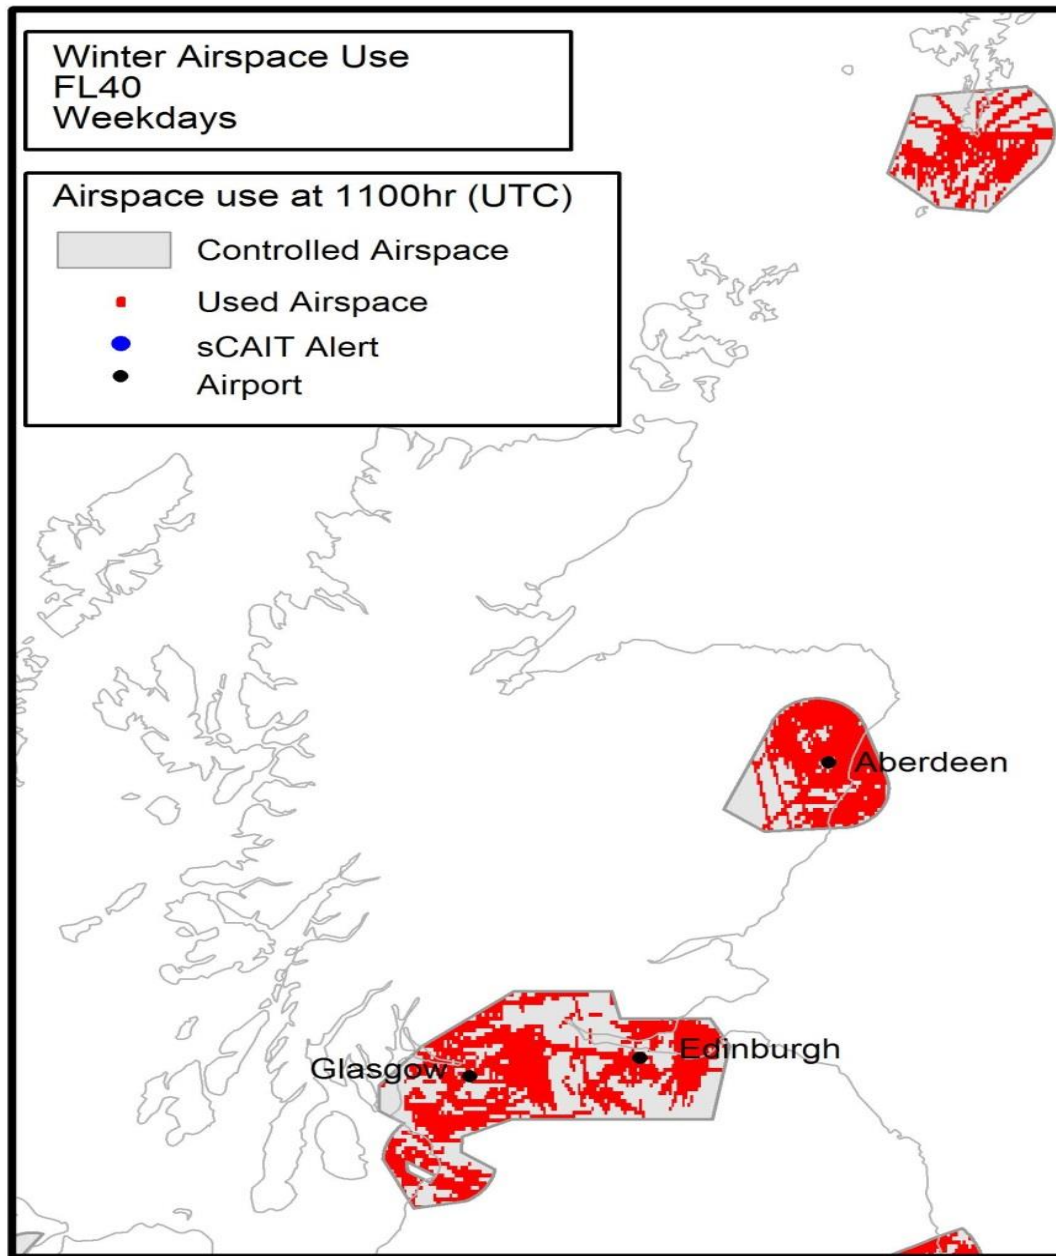 Winter Airspace Use
FL40
Weekdays
Airspace use at 1100hr (UTC)
Controlled Airspace
Used Airspace
sCAIT Alert
Airport
Aberdeen
Edinburgh
Glasgow